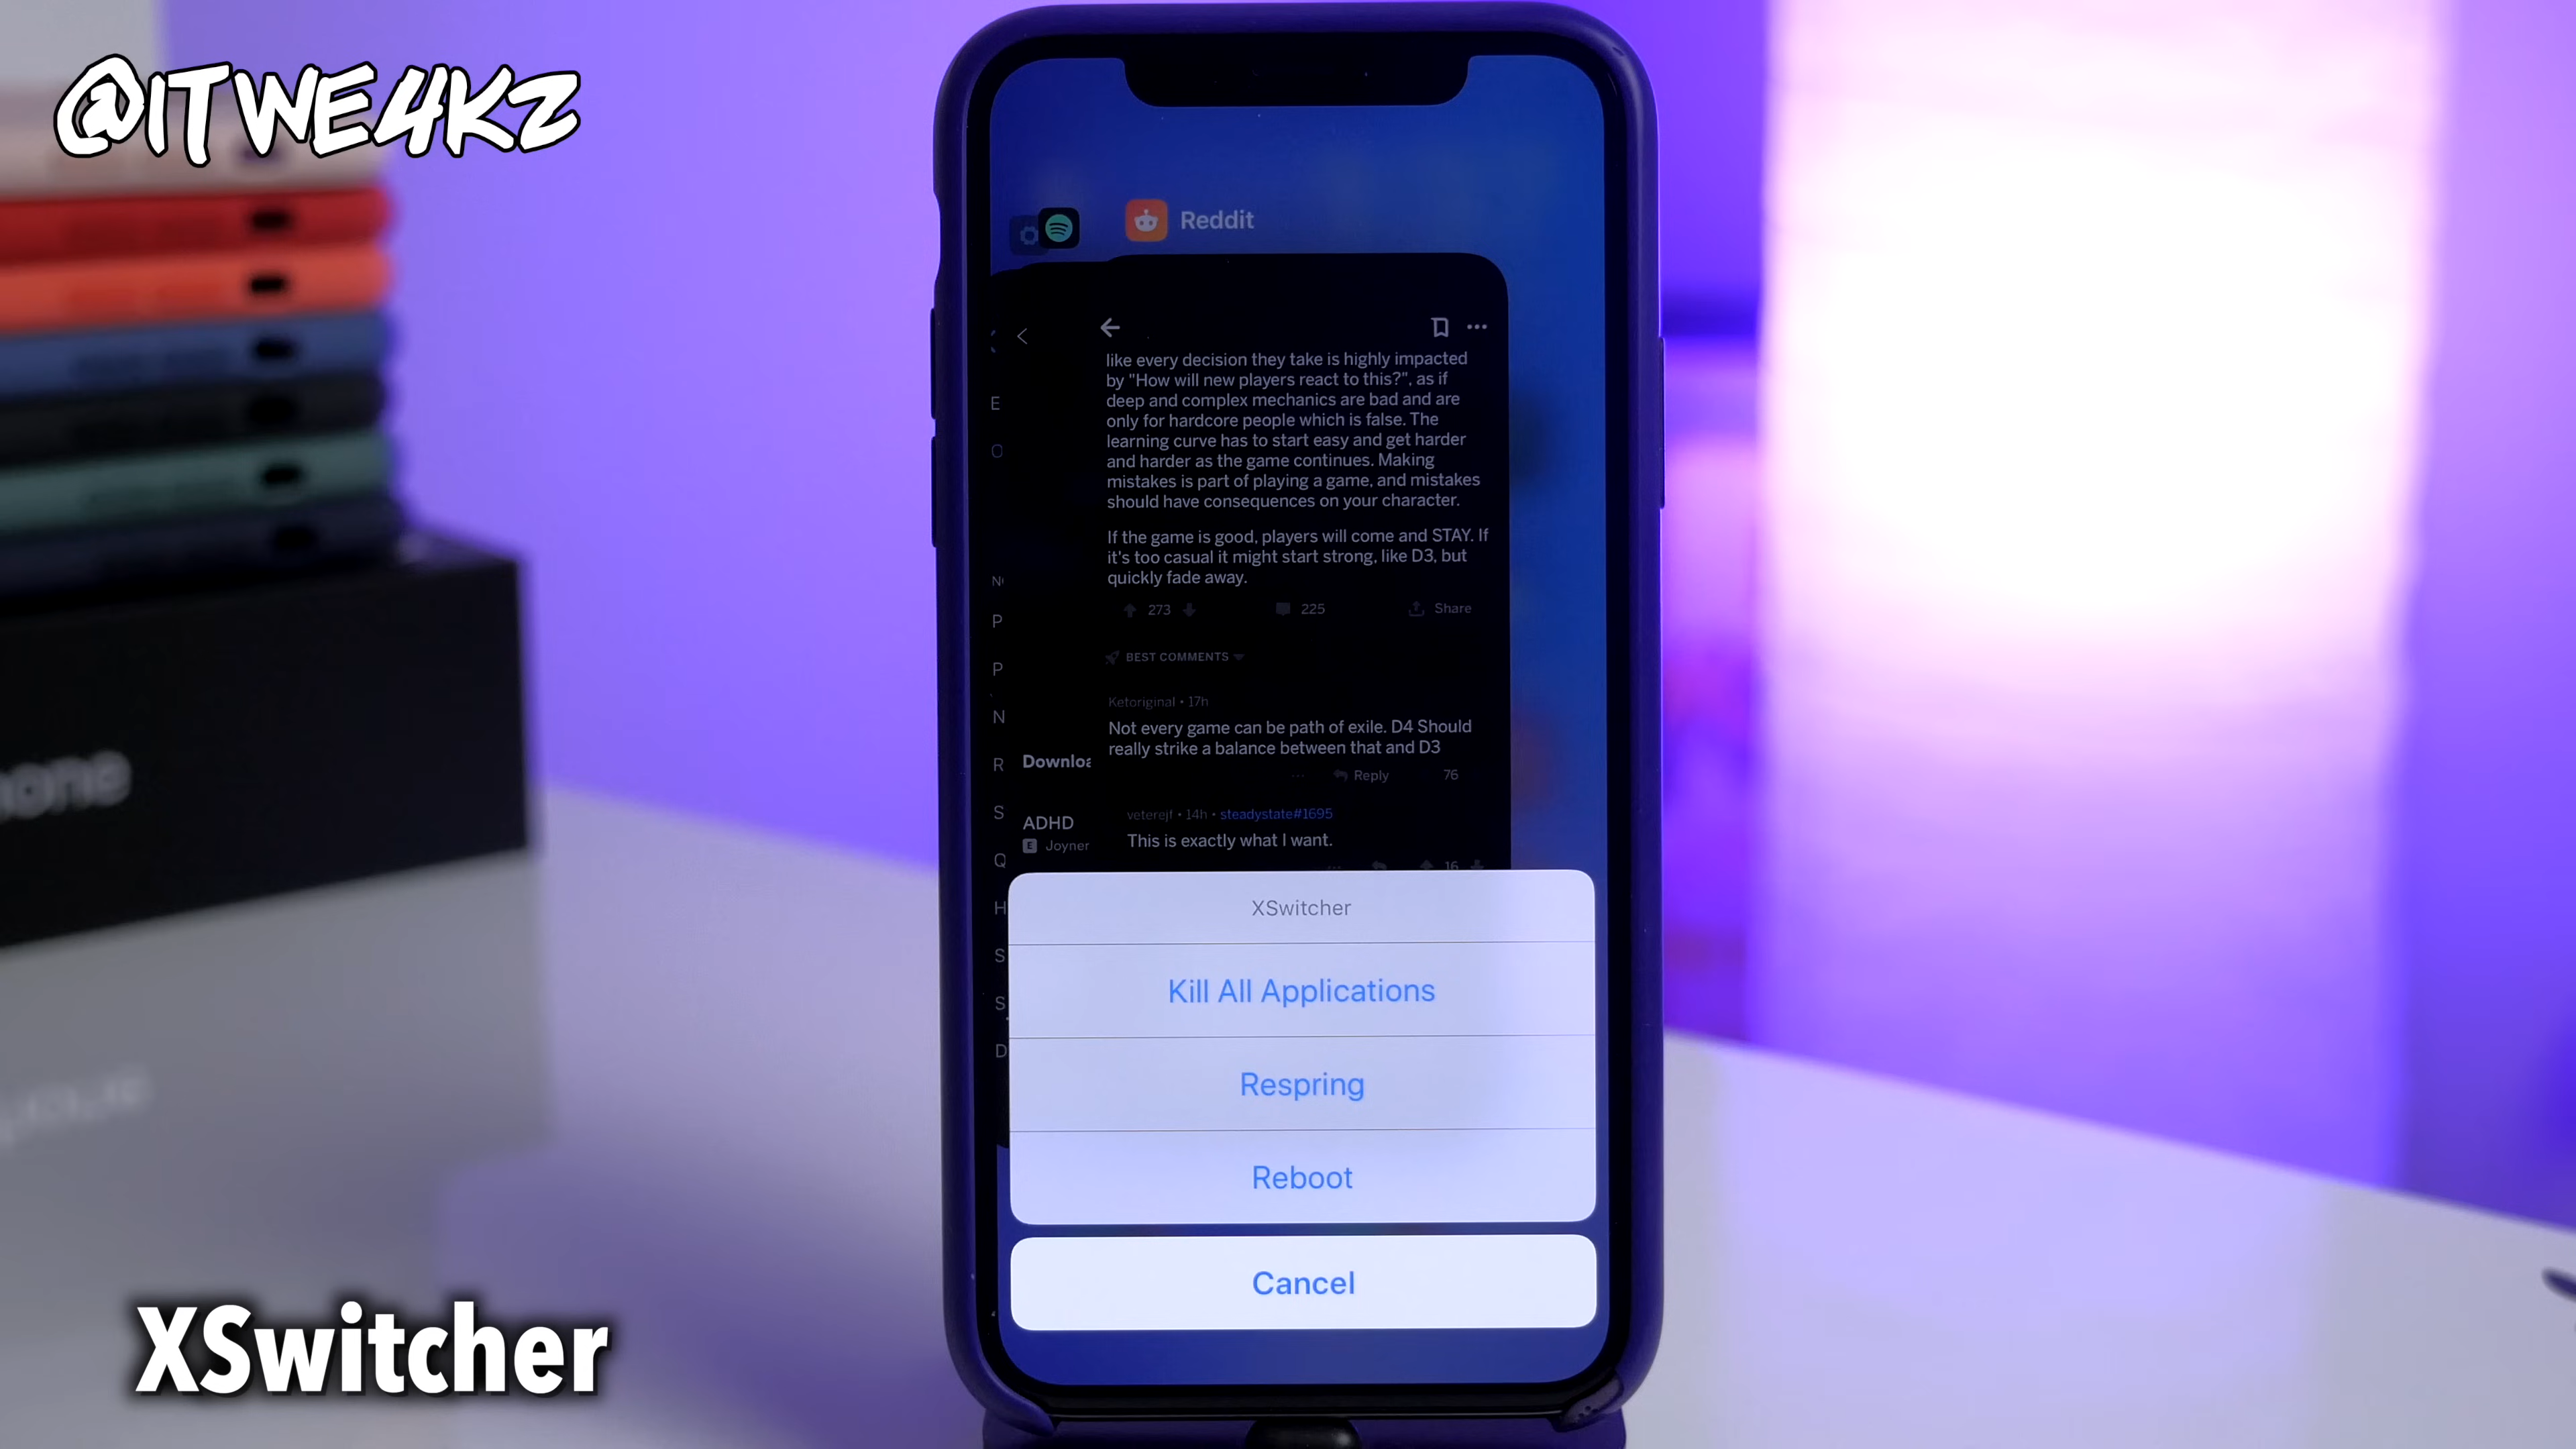 @iTWE4KZ
Reddit
like every decision they take is highly impacted
by "How will new players react to this?", as if
deep and complex mechanics are bad and are
only for hardcore people which is false. The
learning curve has to start easy and get harder
and harder as the game continues. Making
mistakes is part of playing a game, and mistakes
should have consequences on your character.
If the game is good, players will come and STAY. If
it's too casual it might start strong, like D3, but
quickly fade away.
273 225 Share
BEST COMMENTS
Ketoriginal • 17h
Not every game can be path of exile. D4 Should
really strike a balance between that and D3
Reply 76
veterejf • 14h • steadystate#1695
This is exactly what I want.
16
E
O
P
P
N
R
S
Q
H
S
S
D
ADHD
E Joyner
XSwitcher
Kill All Applications
Respring
Reboot
Cancel
XSwitcher